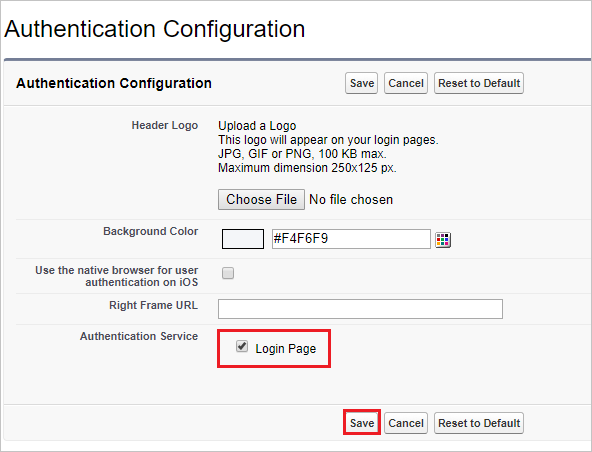 Authentication Configuration
Authentication Configuration Save Cancel Reset to Default
Header Logo Upload a Logo
This logo will appear on your login pages.
JPG, GIF or PNG, 100 KB max.
Maximum dimension 250x125 px.
Choose File No file chosen
Background Color #F4F6F9
Use the native browser for user
authentication on iOS
Right Frame URL
Authentication Service Login Page
Save Cancel Reset to Default